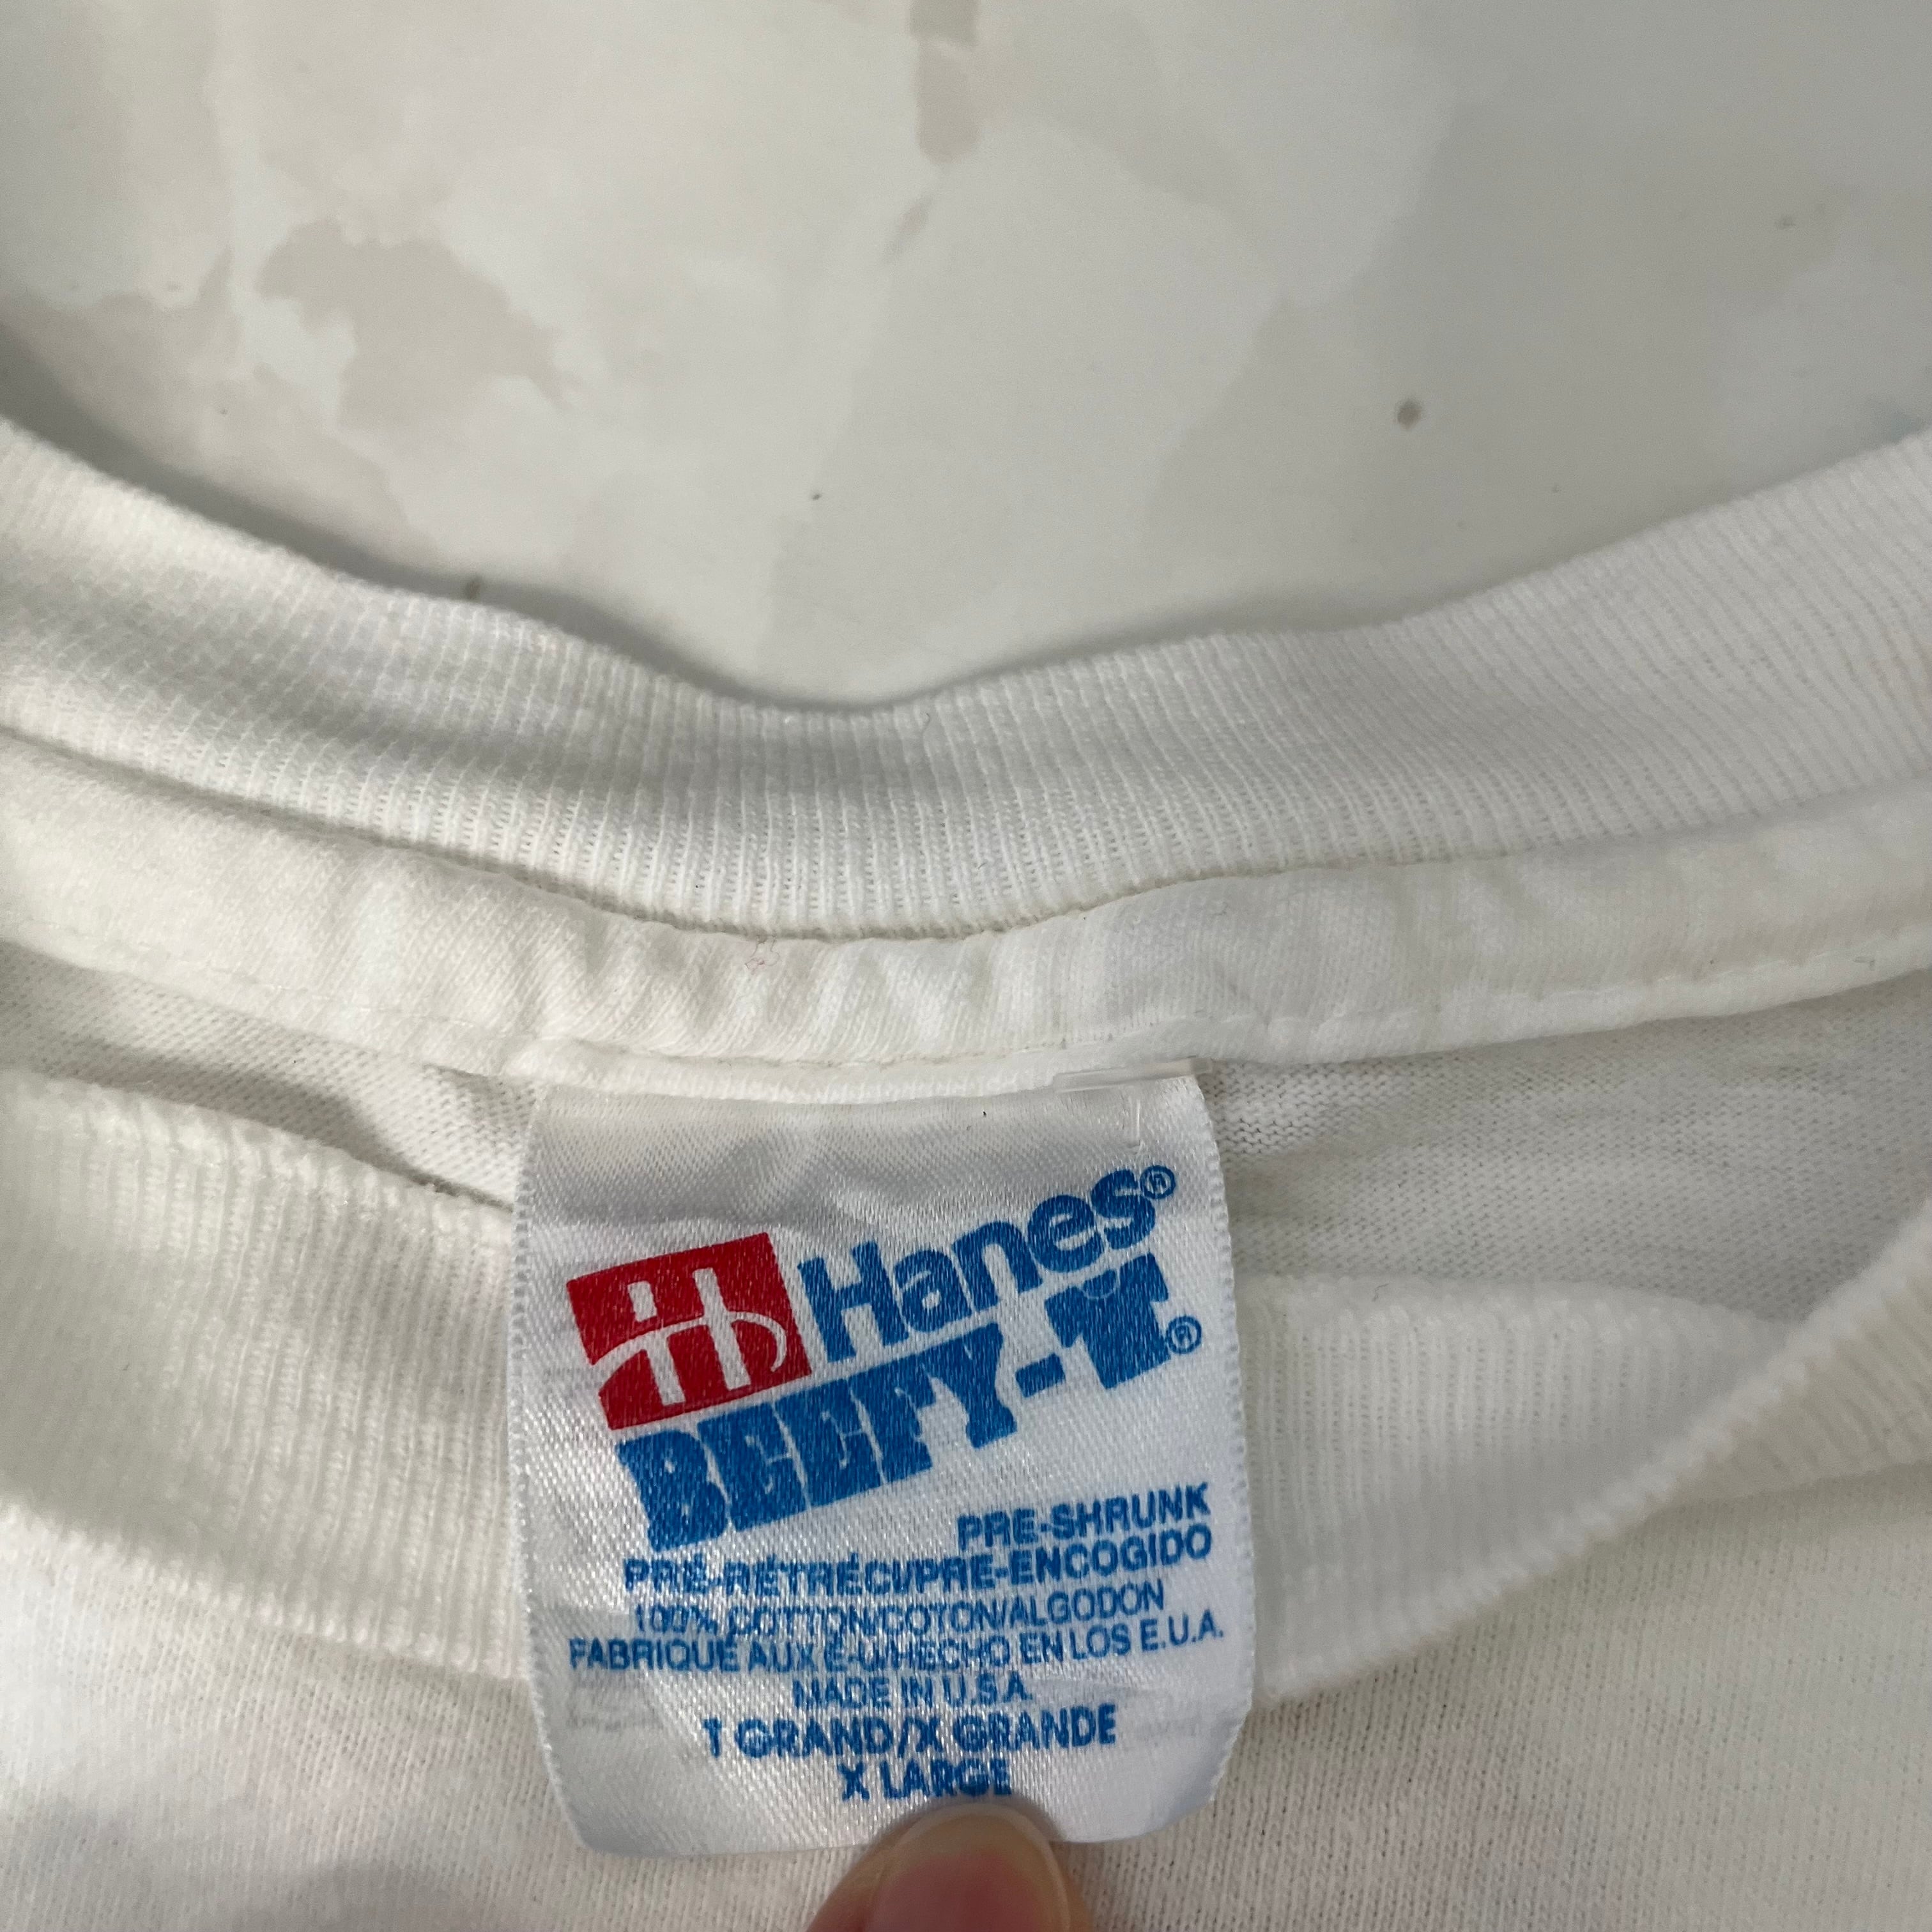 Hanes®
BEEFY-T®
PRE-SHRUNK
PRÉ-RÉTRÉCI/PRE-ENCOGIDO
100% COTTON/COTON/ALGODON
FABRIQUÉ AUX É-U/HECHO EN LOS E.U.A.
MADE IN U.S.A.
T GRAND/X GRANDE
X LARGE